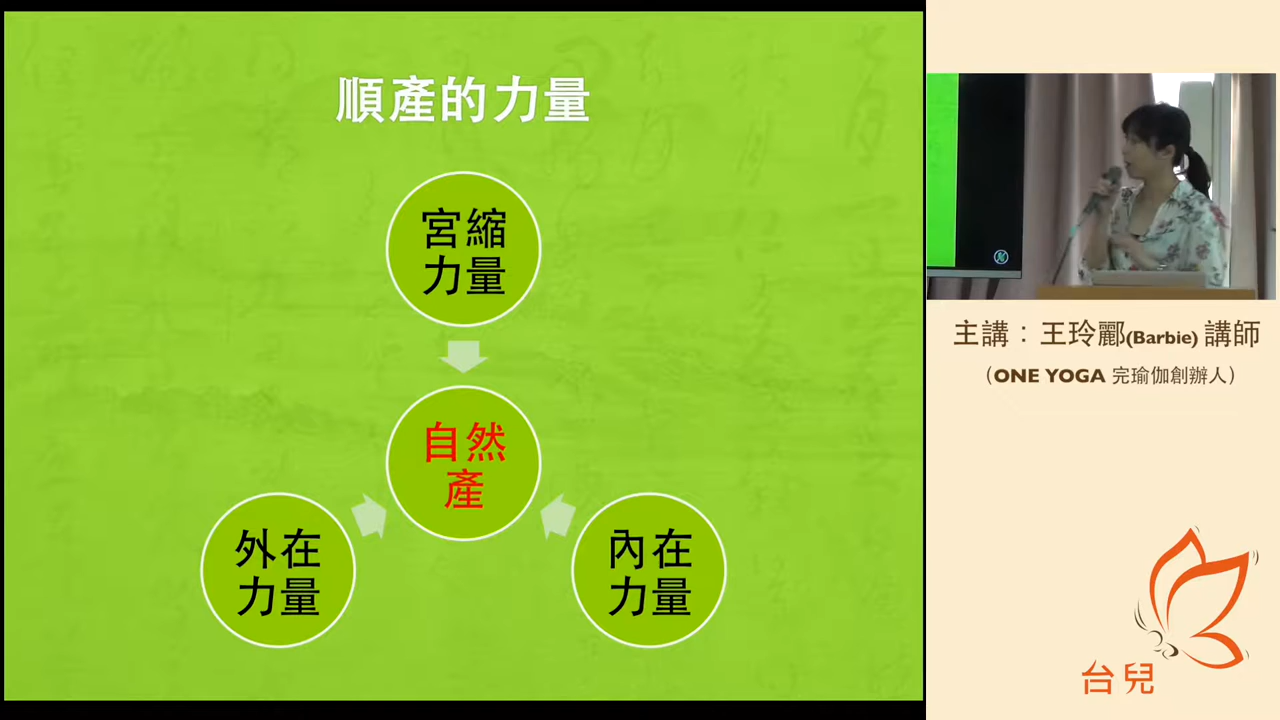 順產的力量
宮縮
力量
自然
產
外在
力量
內在
力量
主講：王玲酈(Barbie) 講師
（ONE YOGA 完瑜伽創辦人）
台兒